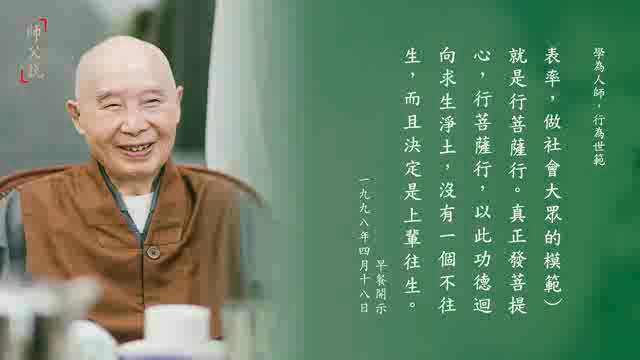 學為人師，行為世範
表率，做社會大眾的模範）
就是行菩薩行。真正發菩提
心，行菩薩行，以此功德迴
向求生淨土，沒有一個不往
生，而且決定是上輩往生。
早餐開示
一九九八年四月十八日
師父說